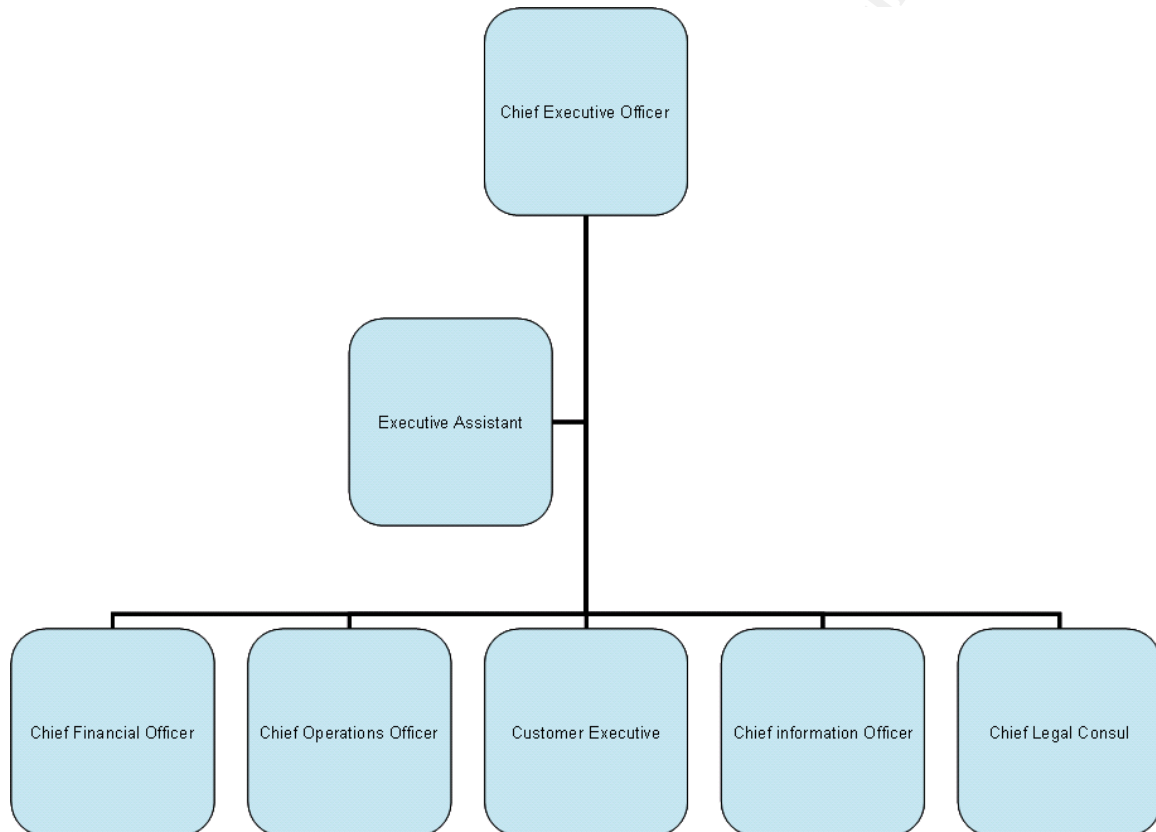 Chief Executive Officer
Executive Assistant
Chief Financial Officer
Chief Operations Officer
Customer Executive
Chief information Officer
Chief Legal Consul